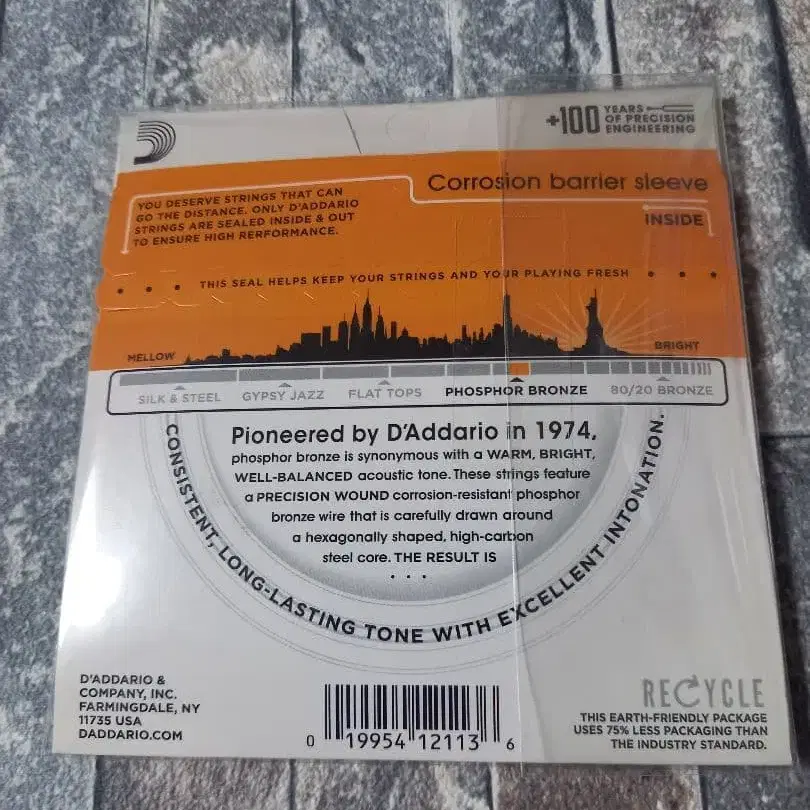 +100 YEARS
OF PRECISION
ENGINEERING
Corrosion barrier sleeve
INSIDE
YOU DESERVE STRINGS THAT CAN
GO THE DISTANCE. ONLY D'ADDARIO
STRINGS ARE SEALED INSIDE & OUT
TO ENSURE HIGH RERFORMANCE.
• • • THIS SEAL HELPS KEEP YOUR STRINGS AND YOUR PLAYING FRESH • • •
MELLOW
BRIGHT
SILK & STEEL GYPSY JAZZ FLAT TOPS PHOSPHOR BRONZE 80/20 BRONZE
Pioneered by D'Addario in 1974,
phosphor bronze is synonymous with a WARM, BRIGHT,
WELL-BALANCED acoustic tone. These strings feature
a PRECISION WOUND corrosion-resistant phosphor
bronze wire that is carefully drawn around
a hexagonally shaped, high-carbon
steel core. THE RESULT IS
. . .
CONSISTENT, LONG-LASTING TONE WITH EXCELLENT INTONATION.
D'ADDARIO &
COMPANY, INC.
FARMINGDALE, NY
11735 USA
DADDARIO.COM
0 19954 12113 6
RECYCLE
THIS EARTH-FRIENDLY PACKAGE
USES 75% LESS PACKAGING THAN
THE INDUSTRY STANDARD.